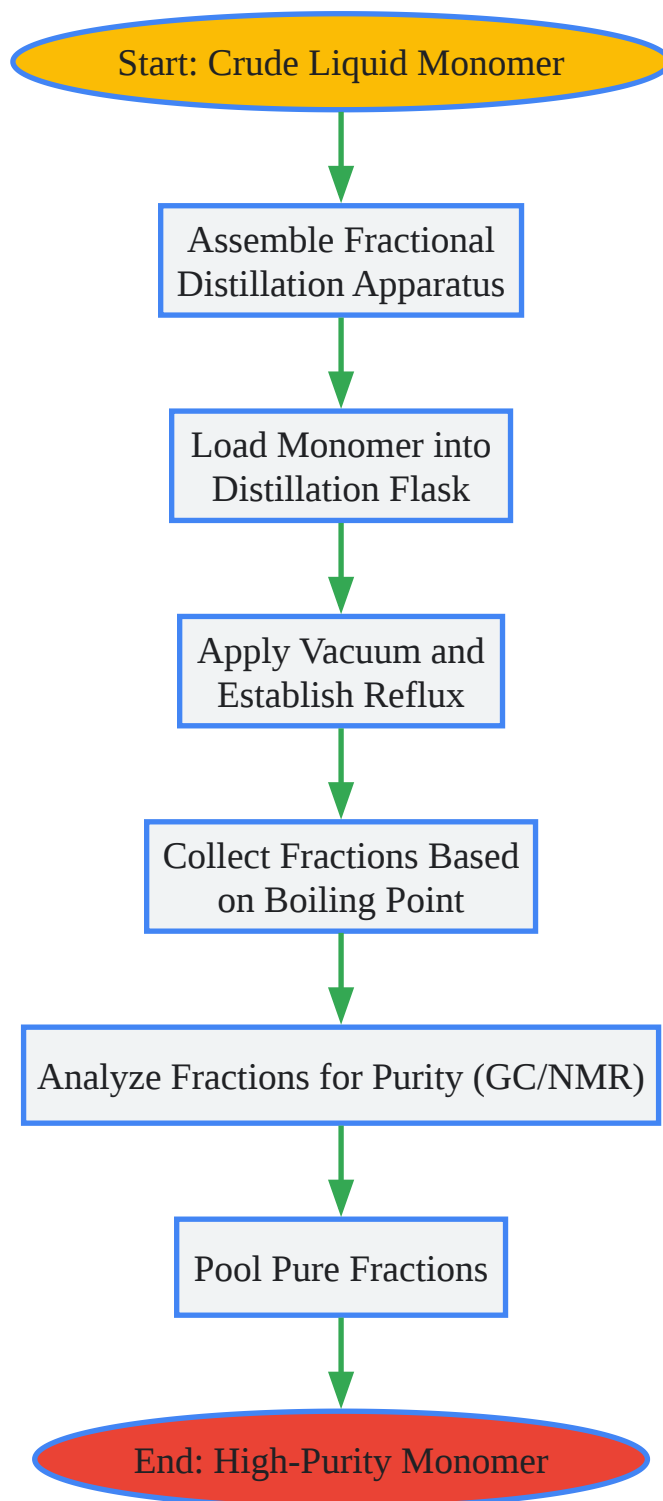 Start: Crude Liquid Monomer
Assemble Fractional
Distillation Apparatus
Load Monomer into
Distillation Flask
Apply Vacuum and
Establish Reflux
Collect Fractions Based
on Boiling Point
Analyze Fractions for Purity (GC/NMR)
Pool Pure Fractions
End: High-Purity Monomer